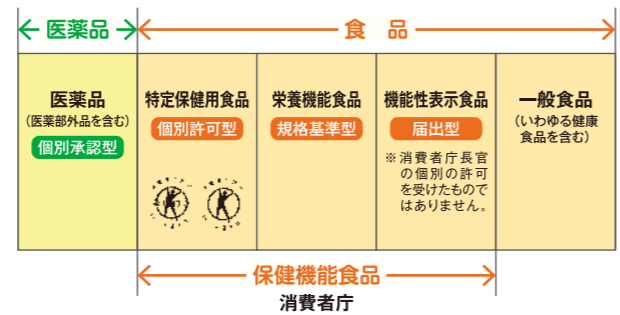 医薬品
食　品
医薬品
（医薬部外品を含む）
個別承認型
特定保健用食品
個別許可型
栄養機能食品
規格基準型
機能性表示食品
届出型
※消費者庁長官
の個別の許可
を受けたもので
はありません。
一般食品
（いわゆる健康
食品を含む）
保健機能食品
消費者庁